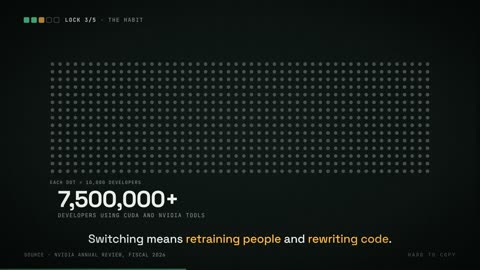 LOCK 3/5 · THE HABIT
EACH DOT = 10,000 DEVELOPERS
7,500,000+
DEVELOPERS USING CUDA AND NVIDIA TOOLS
Switching means retraining people and rewriting code.
SOURCE · NVIDIA ANNUAL REVIEW, FISCAL 2026
HARD TO COPY